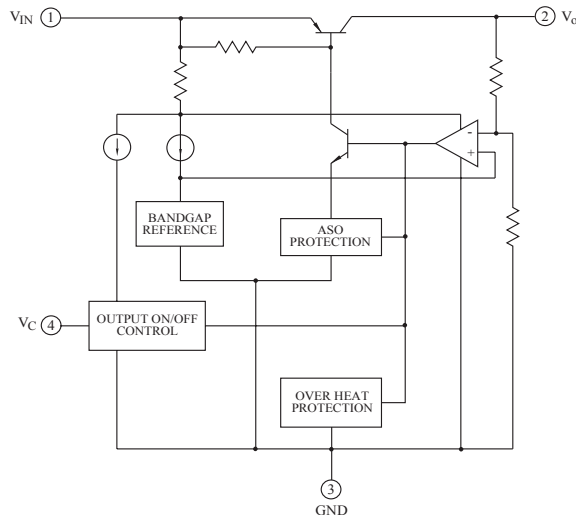 V_IN 1
2 V_o
-
+
BANDGAP
REFERENCE
ASO
PROTECTION
V_C 4
OUTPUT ON/OFF
CONTROL
OVER HEAT
PROTECTION
3
GND